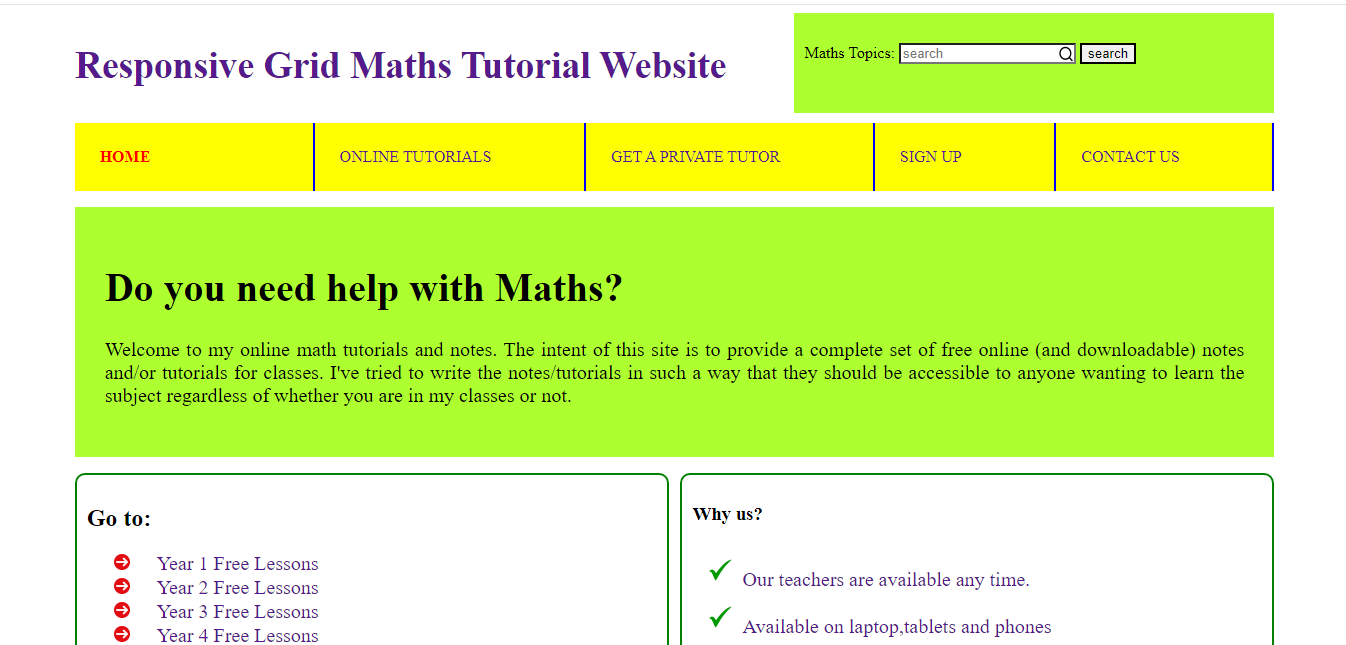 Responsive Grid Maths Tutorial Website
Maths Topics: search search
HOME ONLINE TUTORIALS GET A PRIVATE TUTOR SIGN UP CONTACT US
Do you need help with Maths?
Welcome to my online math tutorials and notes. The intent of this site is to provide a complete set of free online (and downloadable) notes
and/or tutorials for classes. I've tried to write the notes/tutorials in such a way that they should be accessible to anyone wanting to learn the
subject regardless of whether you are in my classes or not.
Go to:
Year 1 Free Lessons
Year 2 Free Lessons
Year 3 Free Lessons
Year 4 Free Lessons
Why us?
Our teachers are available any time.
Available on laptop,tablets and phones